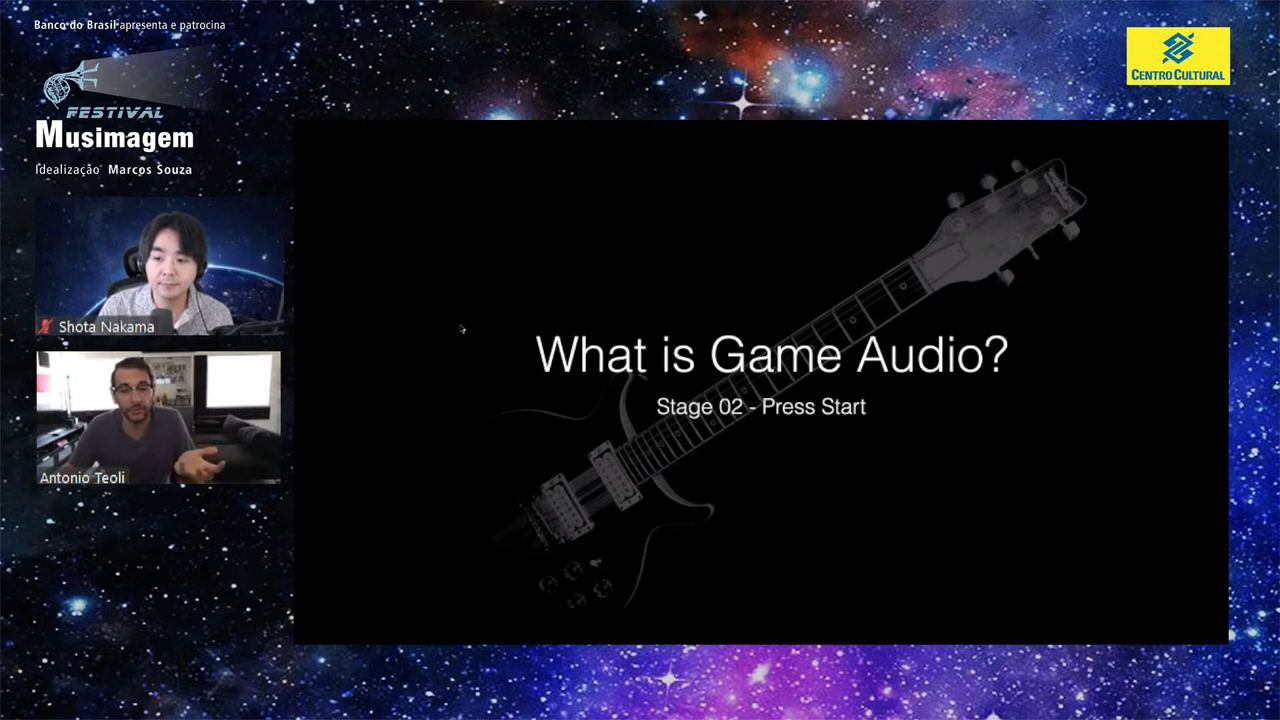 Banco do Brasil apresenta e patrocina
FESTIVAL
Musimagem
Idealização Marcos Souza
CENTRO CULTURAL
Shota Nakama
Antonio Teoli
What is Game Audio?
Stage 02 - Press Start